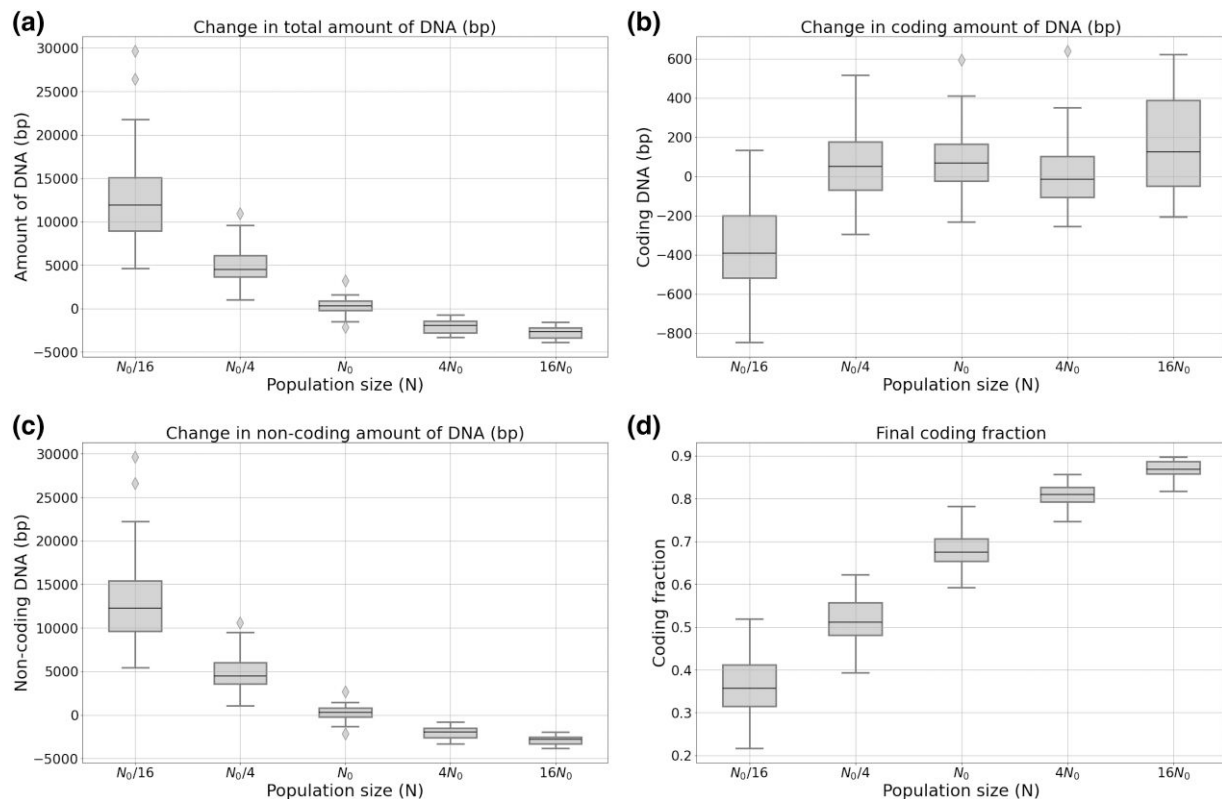 (a)
Change in total amount of DNA (bp)
30000
25000
20000
15000
10000
5000
0
−5000
Amount of DNA (bp)
N₀/16 N₀/4 N₀ 4N₀ 16N₀
Population size (N)
(b)
Change in coding amount of DNA (bp)
600
400
200
0
−200
−400
−600
−800
Coding DNA (bp)
N₀/16 N₀/4 N₀ 4N₀ 16N₀
Population size (N)
(c)
Change in non-coding amount of DNA (bp)
30000
25000
20000
15000
10000
5000
0
−5000
Non-coding DNA (bp)
N₀/16 N₀/4 N₀ 4N₀ 16N₀
Population size (N)
(d)
Final coding fraction
0.9
0.8
0.7
0.6
0.5
0.4
0.3
0.2
Coding fraction
N₀/16 N₀/4 N₀ 4N₀ 16N₀
Population size (N)